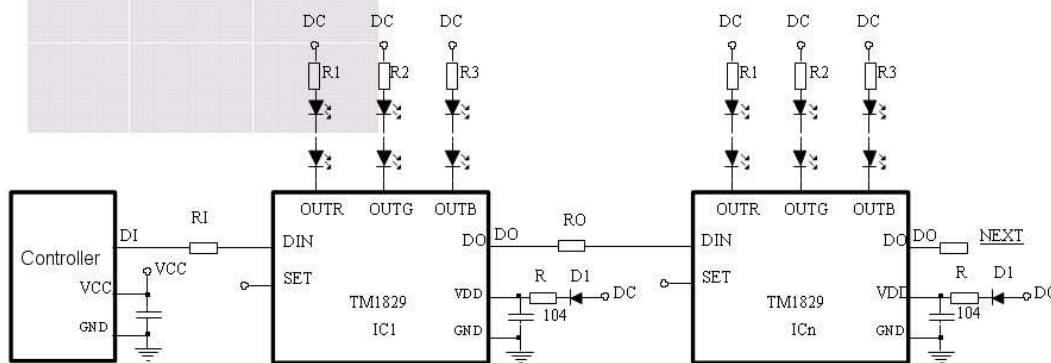 DC DC DC DC DC DC
R1 R2 R3 R1 R2 R3
OUTR OUTG OUTB OUTR OUTG OUTB
DI RI DIN DO DO RO DIN DO DO NEXT
Controller
VCC SET R D1 SET R D1
VCC VDD DC
104
TM1829 TM1829 104
GND IC1 GND ICn GND